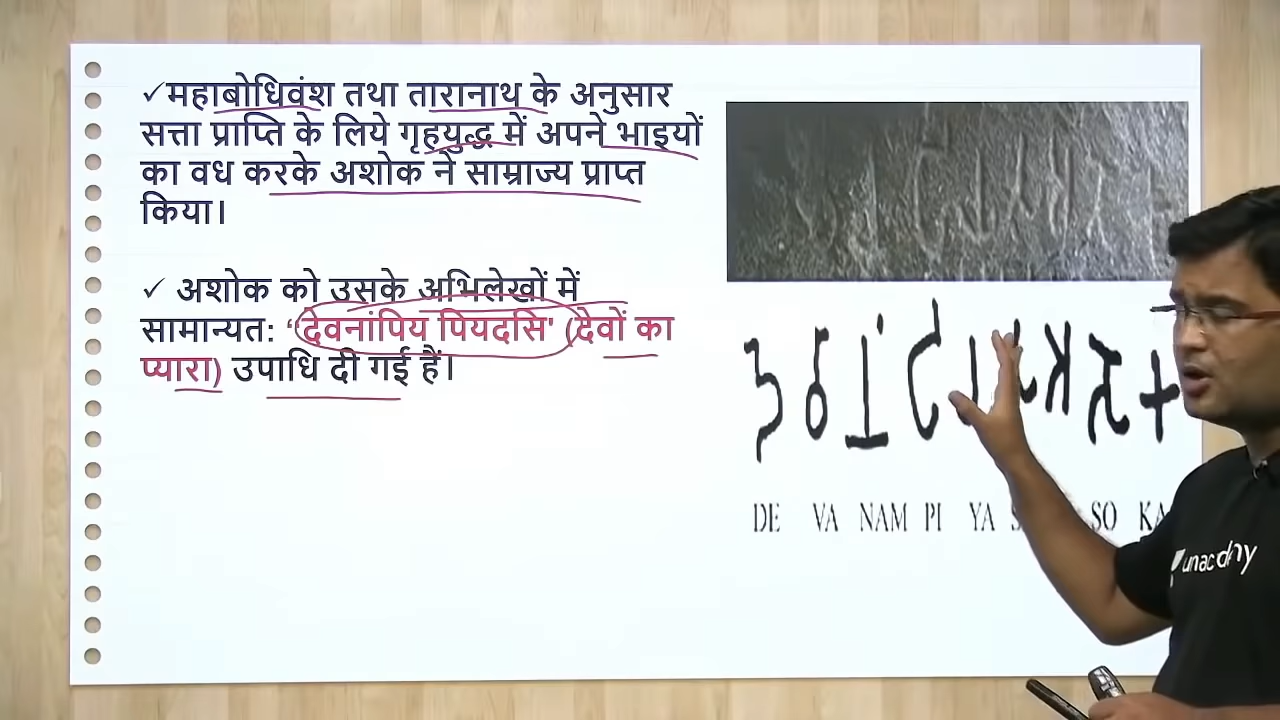 ✓महाबोधिवंश तथा तारानाथ के अनुसार
सत्ता प्राप्ति के लिये गृहयुद्ध में अपने भाइयों
का वध करके अशोक ने साम्राज्य प्राप्त
किया।
✓ अशोक को उसके अभिलेखों में
सामान्यत: “देवनांपिय पियदसि' (देवों का
प्यारा) उपाधि दी गई हैं।
DE VA NAM PI YA SO KA
unacademy